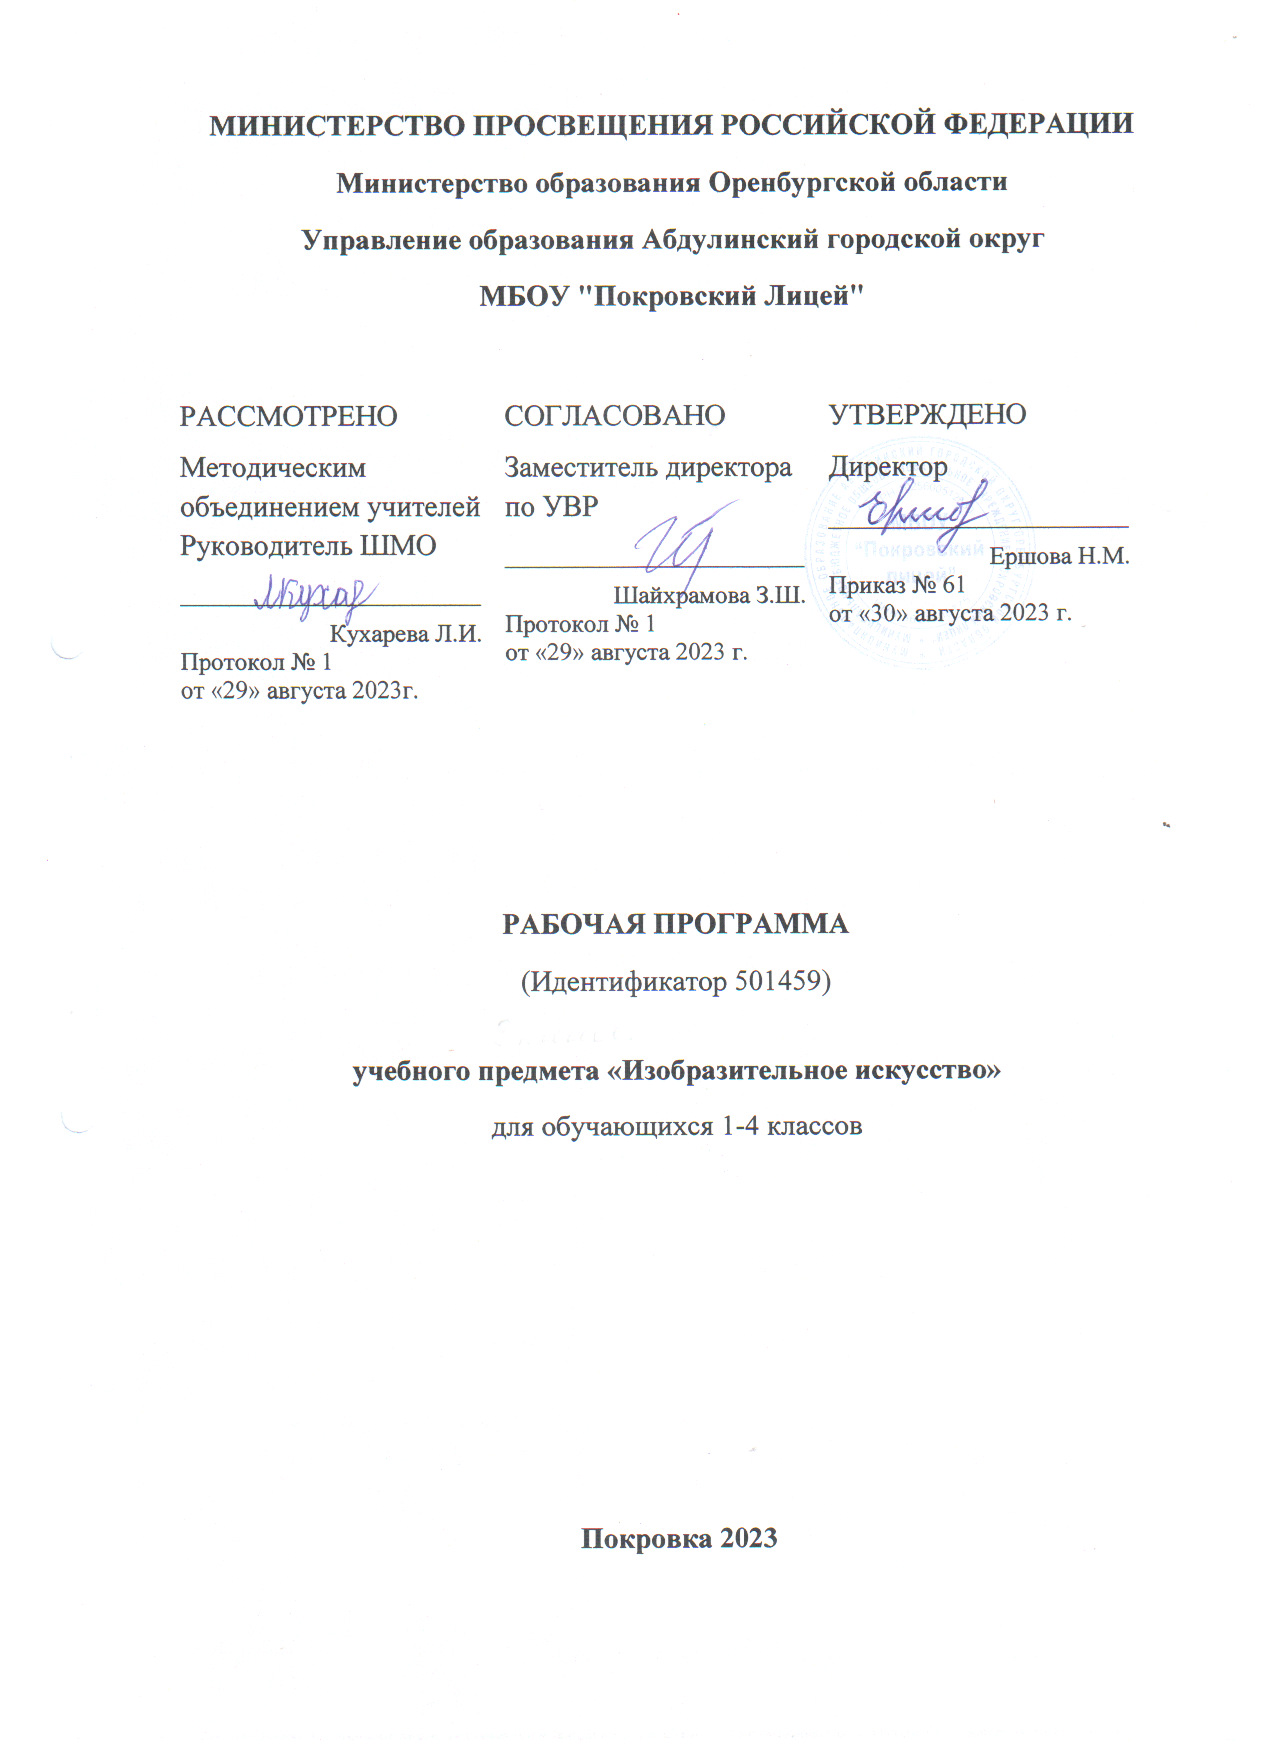 МИНИСТЕРСТВО ПРОСВЕЩЕНИЯ РОССИЙСКОЙ ФЕДЕРАЦИИ
Министерство образования Оренбургской области
Управление образования Абдулинский городской округ
МБОУ "Покровский Лицей"
РАССМОТРЕНО
Методическим
объединением учителей
Руководитель ШМО
Кухарева Л.И.
Протокол № 1
от «29» августа 2023г.
СОГЛАСОВАНО
Заместитель директора
по УВР
Шайхрамова З.Ш.
Протокол № 1
от «29» августа 2023 г.
УТВЕРЖДЕНО
Директор
"Покровский
лицей"
Ершова Н.М.
Приказ № 61
от «30» августа 2023 г.
РАБОЧАЯ ПРОГРАММА
(Идентификатор 501459)
учебного предмета «Изобразительное искусство»
для обучающихся 1-4 классов
Покровка 2023